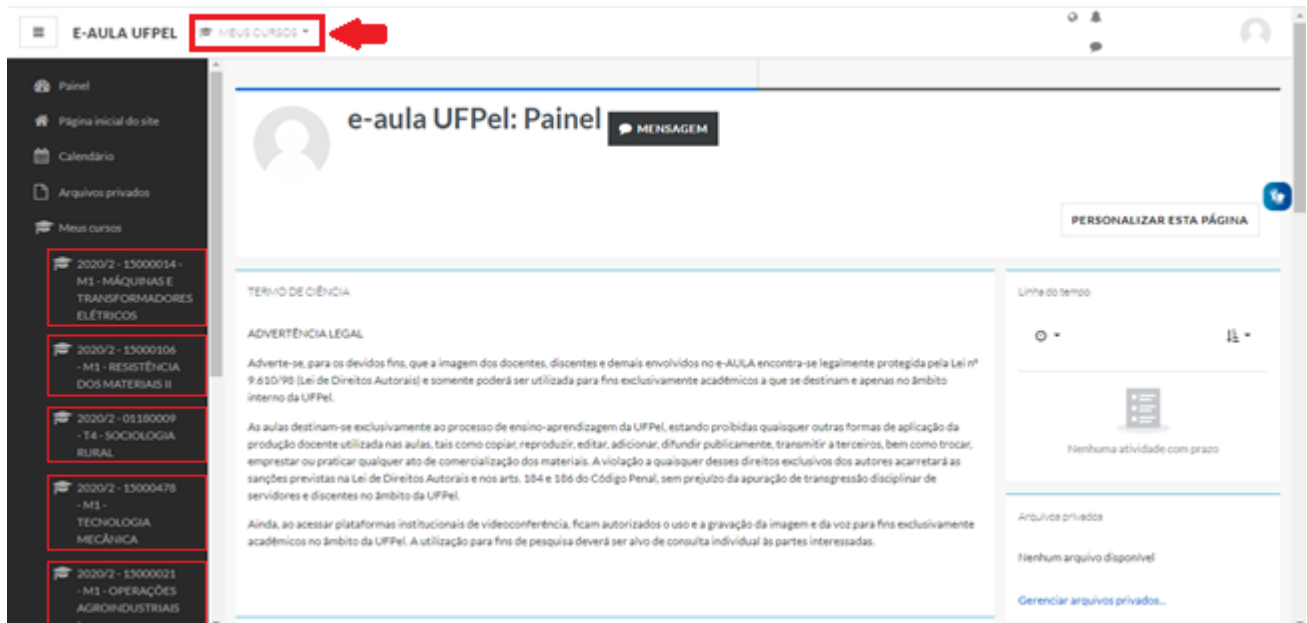 E-AULA UFPEL
MEUS CURSOS
Painel
Página inicial do site
Calendário
Arquivos privados
Meus cursos
2020/2 - 15000014 -
M1 - MÁQUINAS E
TRANSFORMADORES
ELÉTRICOS
2020/2 - 15000106
- M1 - RESISTÊNCIA
DOS MATERIAIS II
2020/2 - 01180009
- T4 - SOCIOLOGIA
RURAL
2020/2 - 15000478
- M1 -
TECNOLOGIA
MECÂNICA
2020/2 - 15000021
- M1 - OPERAÇÕES
AGROINDUSTRIAIS
e-aula UFPel: Painel
MENSAGEM
PERSONALIZAR ESTA PÁGINA
TERMO DE CIÊNCIA
ADVERTÊNCIA LEGAL
Adverte-se, para os devidos fins, que a imagem dos docentes, discentes e demais envolvidos no e-AULA encontra-se legalmente protegida pela Lei nº
9.610/98 (Lei de Direitos Autorais) e somente poderá ser utilizada para fins exclusivamente acadêmicos a que se destinam e apenas no âmbito
interno da UFPel.
As aulas destinam-se exclusivamente ao processo de ensino-aprendizagem da UFPel, estando proibidas quaisquer outras formas de aplicação da
produção docente utilizada nas aulas, tais como copiar, reproduzir, editar, adicionar, difundir publicamente, transmitir a terceiros, bem como trocar,
emprestar ou praticar qualquer ato de comercialização dos materiais. A violação a quaisquer desses direitos exclusivos dos autores acarretará as
sanções previstas na Lei de Direitos Autorais e nos arts. 184 e 186 do Código Penal, sem prejuízo da apuração de transgressão disciplinar de
servidores e discentes no âmbito da UFPel.
Ainda, ao acessar plataformas institucionais de videoconferência, ficam autorizados o uso e a gravação da imagem e da voz para fins exclusivamente
acadêmicos no âmbito da UFPel. A utilização para fins de pesquisa deverá ser alvo de consulta individual às partes interessadas.
Linha do tempo
Nenhuma atividade com prazo
Arquivos privados
Nenhum arquivo disponível
Gerenciar arquivos privados...